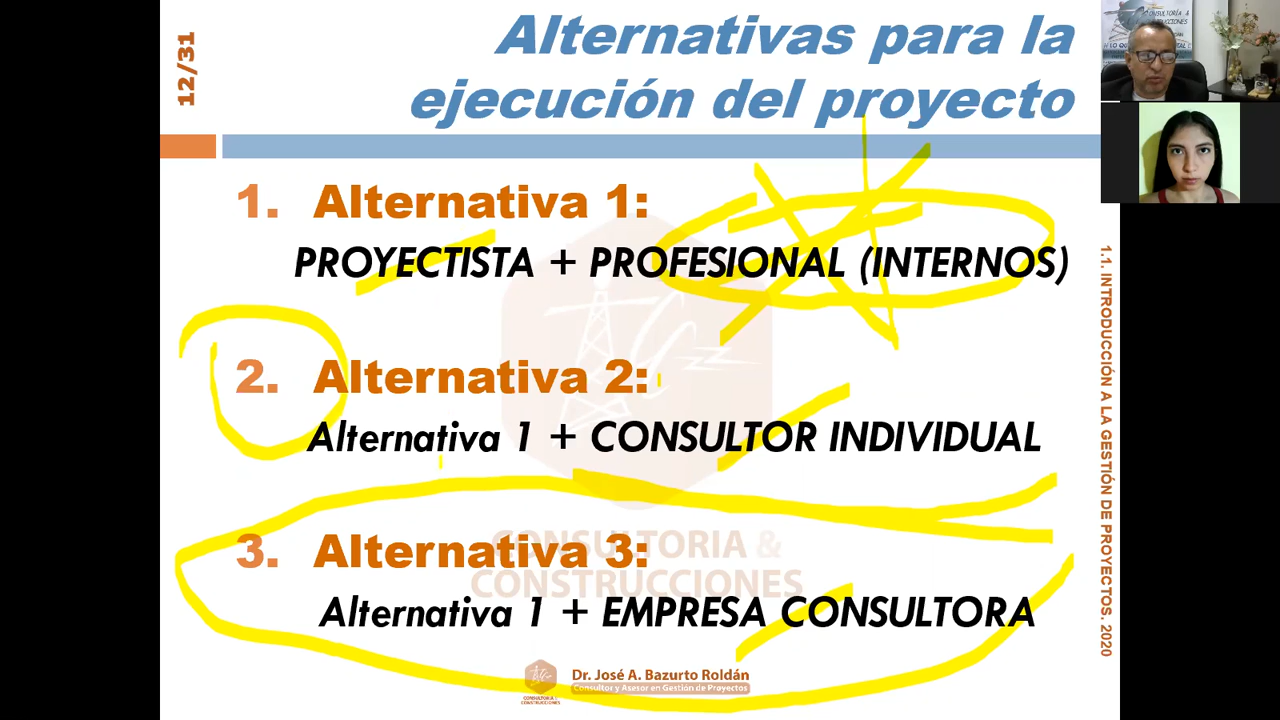 12/31
Alternativas para la
ejecución del proyecto
1. Alternativa 1:
PROYECTISTA + PROFESIONAL (INTERNOS)
2. Alternativa 2:
Alternativa 1 + CONSULTOR INDIVIDUAL
3. Alternativa 3:
Alternativa 1 + EMPRESA CONSULTORA
CONSULTORIA &
CONSTRUCCIONES
1.1. INTRODUCCIÓN A LA GESTIÓN DE PROYECTOS. 2020
CONSULTORIA &
CONSTRUCCIONES
Dr. José A. Bazurto Roldán
Consultor y Asesor en Gestión de Proyectos